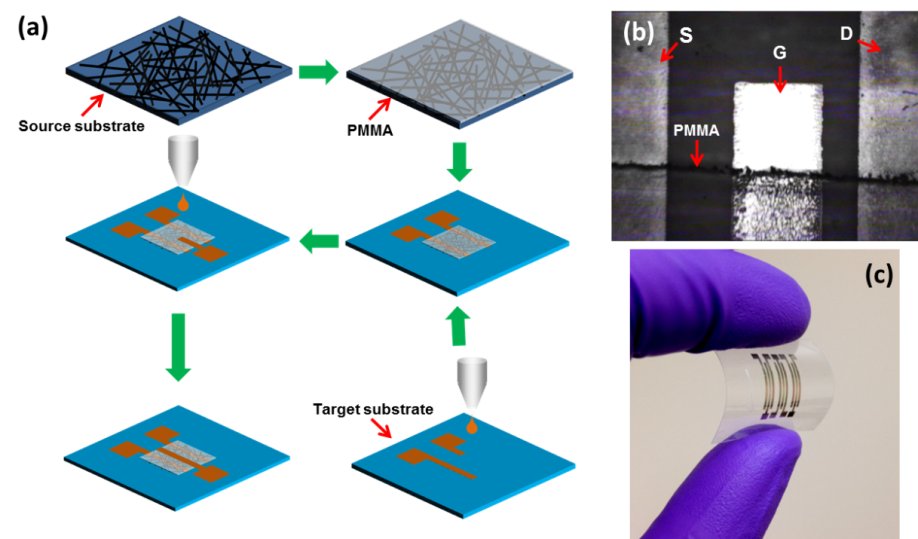 (a)
Source substrate
PMMA
Target substrate
(b)
S
G
D
PMMA
(c)